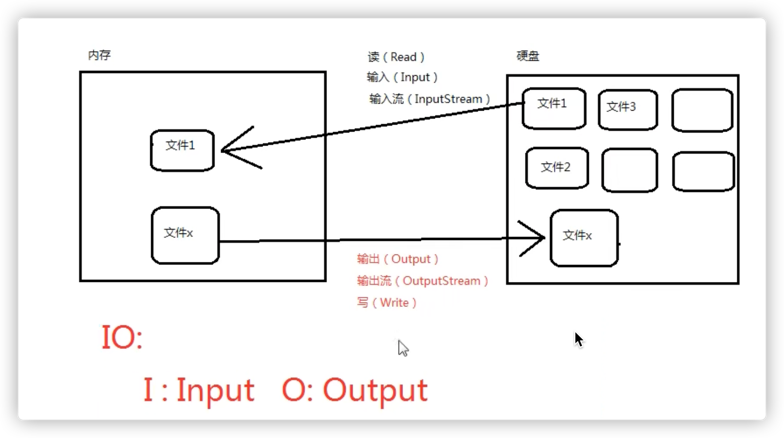 内存
读（Read）
硬盘
输入（Input）
输入流（InputStream）
文件1
文件3
文件1
文件2
文件x
文件x
输出（Output）
输出流（OutputStream）
写（Write）
IO:
I : Input O: Output